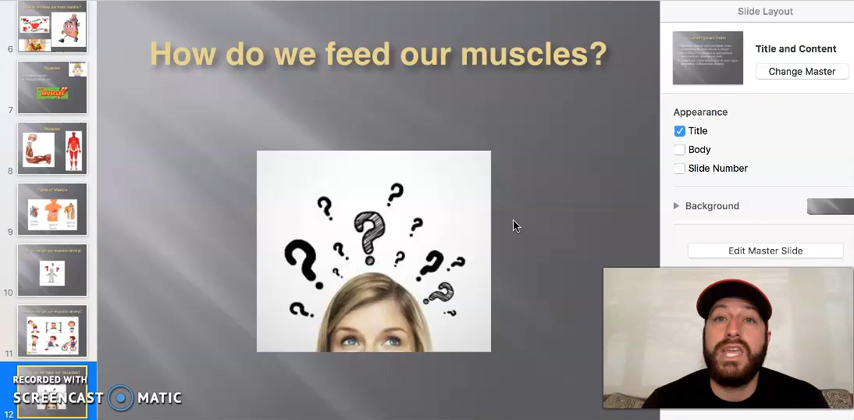 Slide Layout
How do we feed our muscles?
Title and Content
Change Master
Appearance
Title
Body
Slide Number
Background
Edit Master Slide
6
7
MUSCLES
8
9
10
11
12
RECORDED WITH
SCREENCAST MATIC
? ? ? ? ? ? ? ? ? ? ? ?